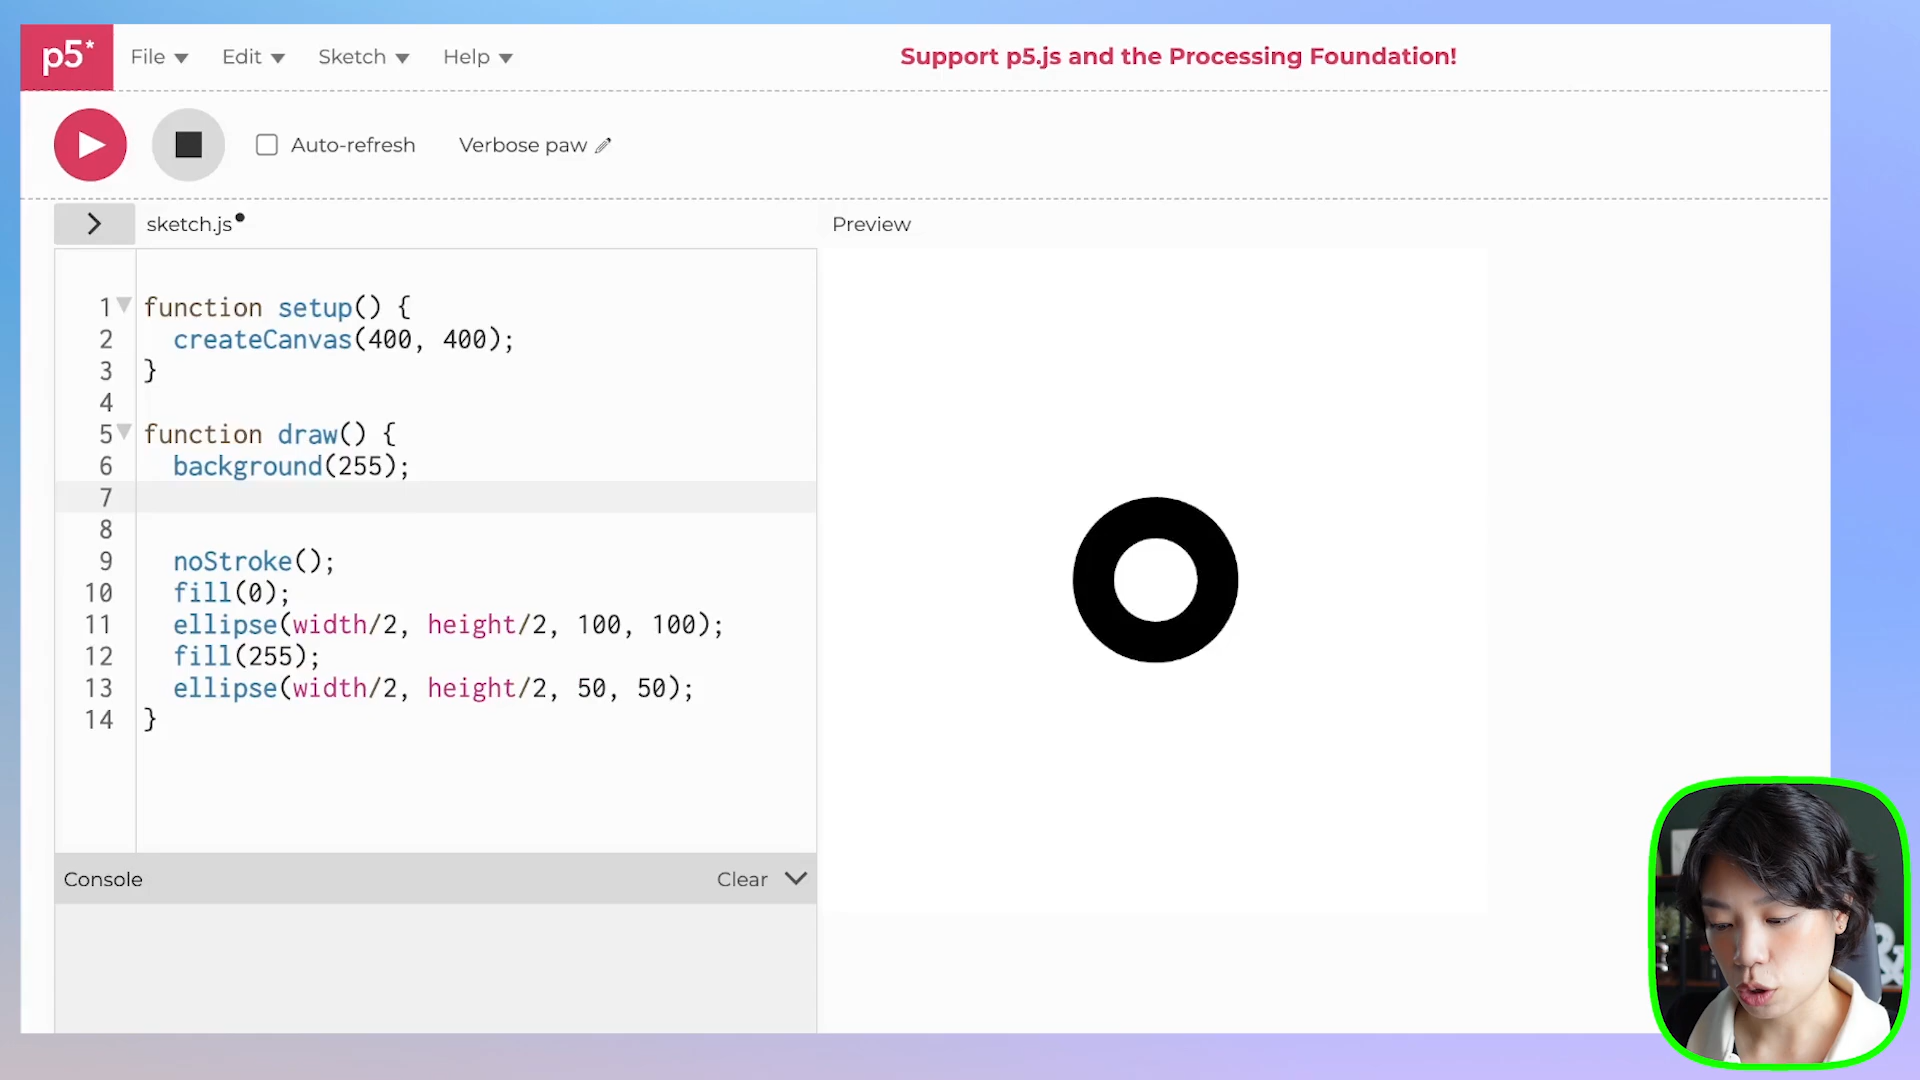 p5* File Edit Sketch Help Support p5.js and the Processing Foundation!
Auto-refresh Verbose paw
sketch.js Preview
1 function setup() {
2 createCanvas(400, 400);
3 }
4
5 function draw() {
6 background(255);
7
8
9 noStroke();
10 fill(0);
11 ellipse(width/2, height/2, 100, 100);
12 fill(255);
13 ellipse(width/2, height/2, 50, 50);
14 }
Console Clear
&